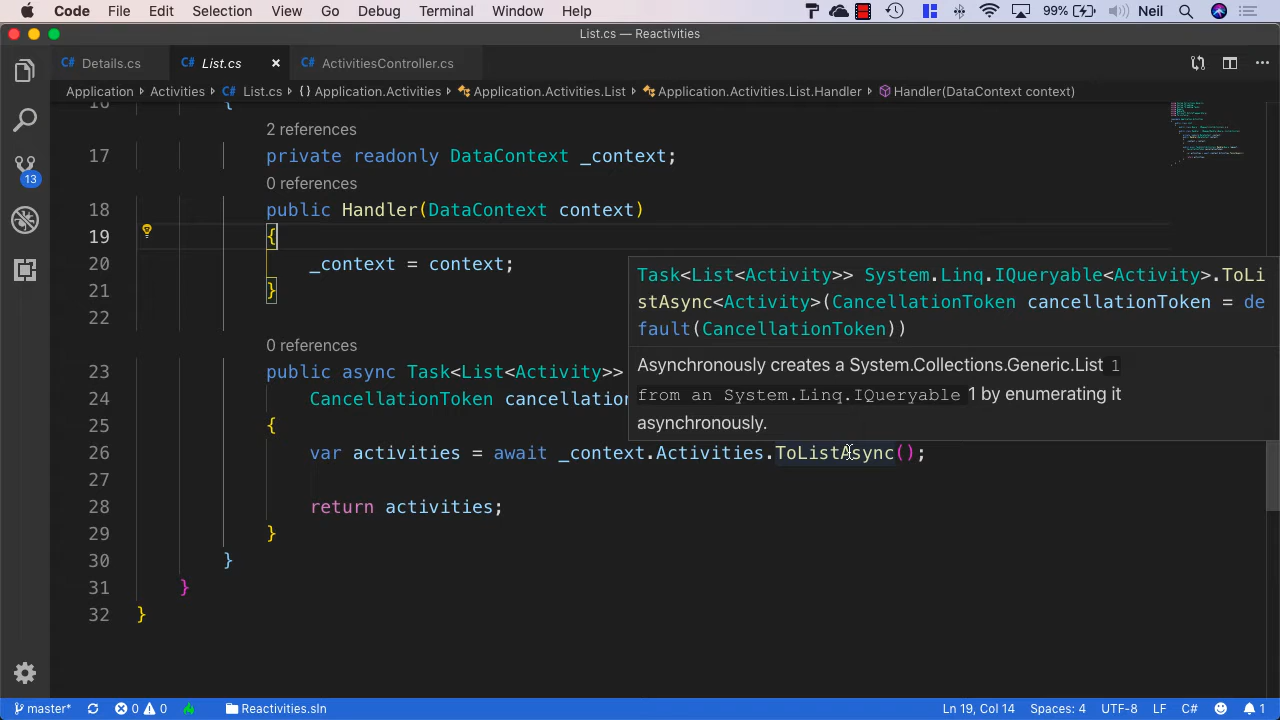 Code File Edit Selection View Go Debug Terminal Window Help 99% Neil
List.cs — Reactivities
C# Details.cs C# List.cs × C# ActivitiesController.cs
Application > Activities > C# List.cs > {} Application.Activities > Application.Activities.List > Application.Activities.List.Handler > Handler(DataContext context)
16 {
2 references
17 private readonly DataContext _context;
0 references
18 public Handler(DataContext context)
19 {
20 _context = context;
21 }
22
0 references
23 public async Task<List<Activity>>
24 CancellationToken cancellation
25 {
26 var activities = await _context.Activities.ToListAsync();
27
28 return activities;
29 }
30 }
31 }
32 }
Task<List<Activity>> System.Linq.IQueryable<Activity>.ToLi
stAsync<Activity>(CancellationToken cancellationToken = de
fault(CancellationToken))
Asynchronously creates a System.Collections.Generic.List 1
from an System.Linq.IQueryable 1 by enumerating it
asynchronously.
13
master* 0 0 Reactivities.sln Ln 19, Col 14 Spaces: 4 UTF-8 LF C# 1